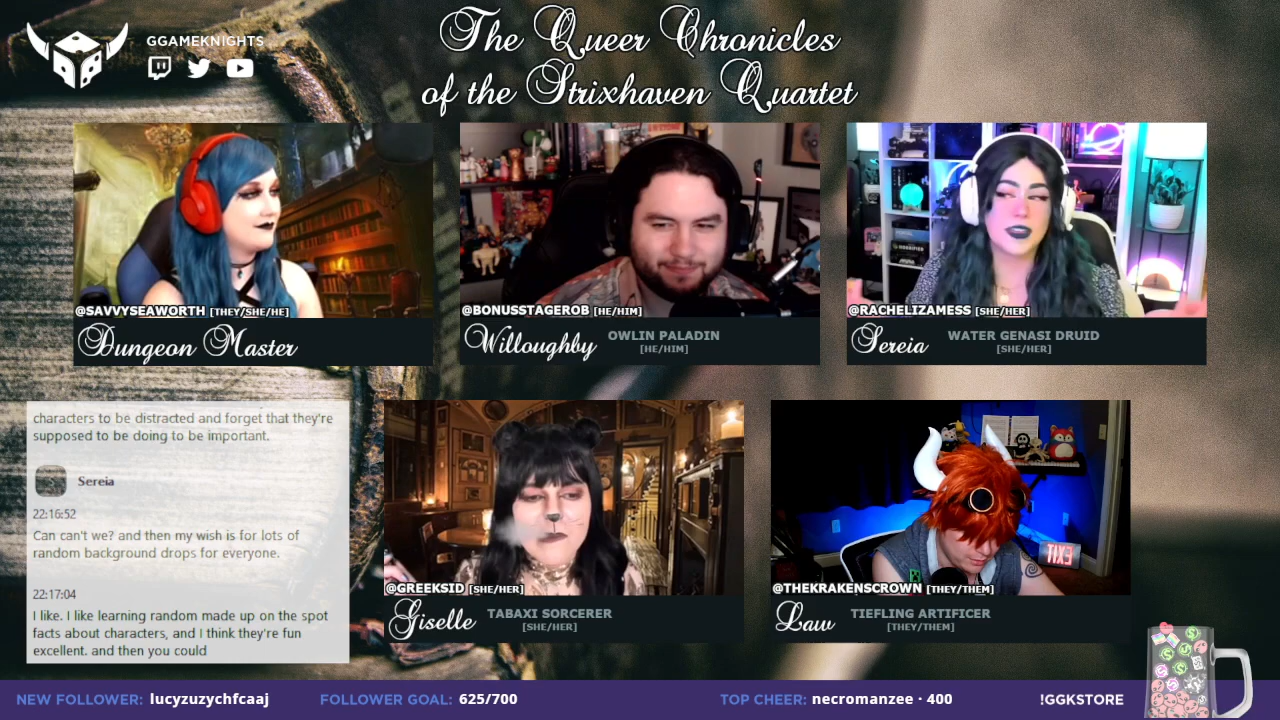 GGAMEKNIGHTS
The Queer Chronicles
of the Strixhaven Quartet
@SAVVYSEAWORTH [THEY/SHE/HE]
Dungeon Master
@BONUSSTAGEROB [HE/HIM]
Willoughby
OWLIN PALADIN
[HE/HIM]
@RACHELIZAMESS [SHE/HER]
Sereia
WATER GENASI DRUID
[SHE/HER]
characters to be distracted and forget that they're
supposed to be doing to be important.
Sereia
22:16:52
Can can't we? and then my wish is for lots of
random background drops for everyone.
22:17:04
I like. I like learning random made up on the spot
facts about characters, and I think they're fun
excellent. and then you could
@GREEKSID [SHE/HER]
Giselle
TABAXI SORCERER
[SHE/HER]
EXIT
@THEKRAKENSCROWN [THEY/THEM]
Law
TIEFLING ARTIFICER
[THEY/THEM]
NEW FOLLOWER: lucyzuzychfcaaj
FOLLOWER GOAL: 625/700
TOP CHEER: necromanzee · 400
!GGKSTORE